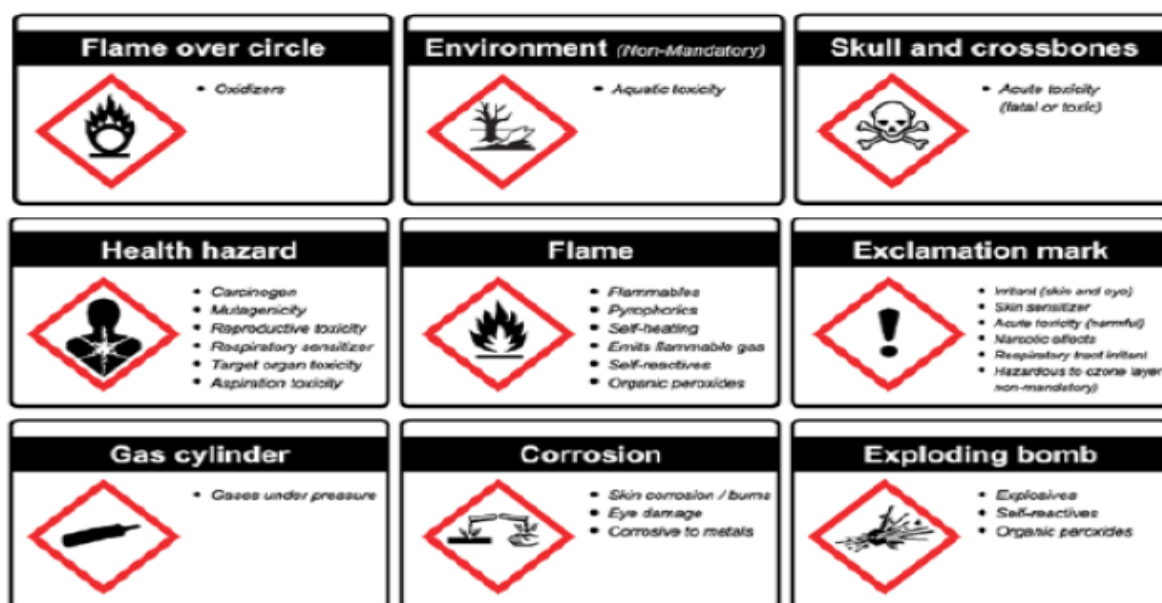 Flame over circle
• Oxidizers
Environment (Non-Mandatory)
• Aquatic toxicity
Skull and crossbones
• Acute toxicity
(fatal or toxic)
Health hazard
• Carcinogen
• Mutagenicity
• Reproductive toxicity
• Respiratory sensitizer
• Target organ toxicity
• Aspiration toxicity
Flame
• Flammables
• Pyrophorics
• Self-heating
• Emits flammable gas
• Self-reactives
• Organic peroxides
Exclamation mark
• Irritant (skin and eye)
• Skin sensitizer
• Acute toxicity (harmful)
• Narcotic effects
• Respiratory tract irritant
• Hazardous to ozone layer
non-mandatory)
Gas cylinder
• Gases under pressure
Corrosion
• Skin corrosion / burns
• Eye damage
• Corrosive to metals
Exploding bomb
• Explosives
• Self-reactives
• Organic peroxides